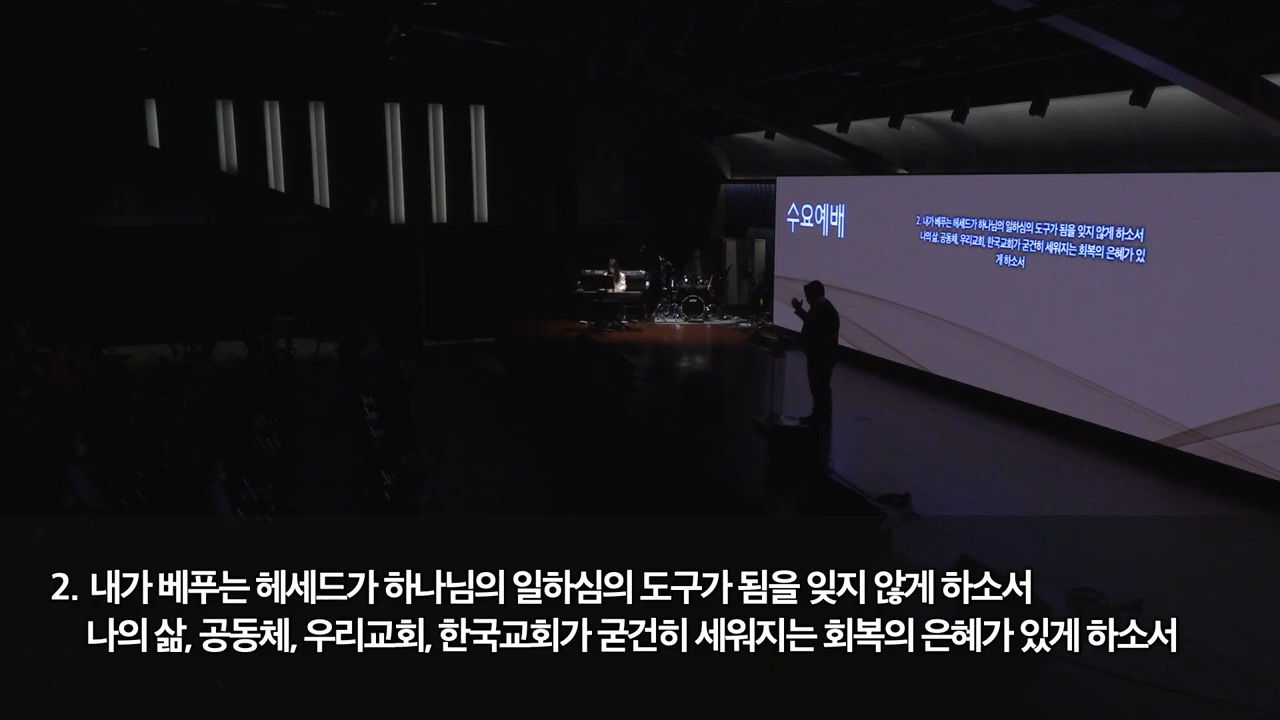 수요예배
2. 내가 베푸는 헤세드가 하나님의 일하심의 도구가 됨을 잊지 않게 하소서
나의 삶, 공동체, 우리교회, 한국교회가 굳건히 세워지는 회복의 은혜가 있
게 하소서
2. 내가 베푸는 헤세드가 하나님의 일하심의 도구가 됨을 잊지 않게 하소서
나의 삶, 공동체, 우리교회, 한국교회가 굳건히 세워지는 회복의 은혜가 있게 하소서